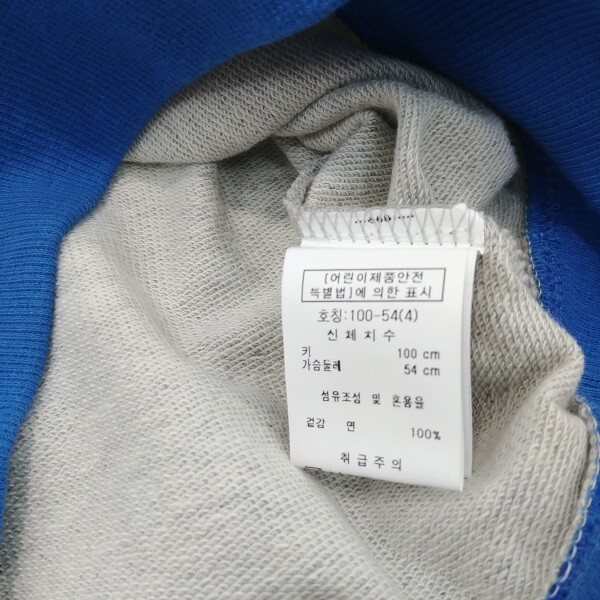 [어린이제품안전
특별법]에 의한 표시
호칭:100-54(4)
신체치수
키 100 cm
가슴둘레 54 cm
섬유조성 및 혼용율
겉감 면 100%
취급주의